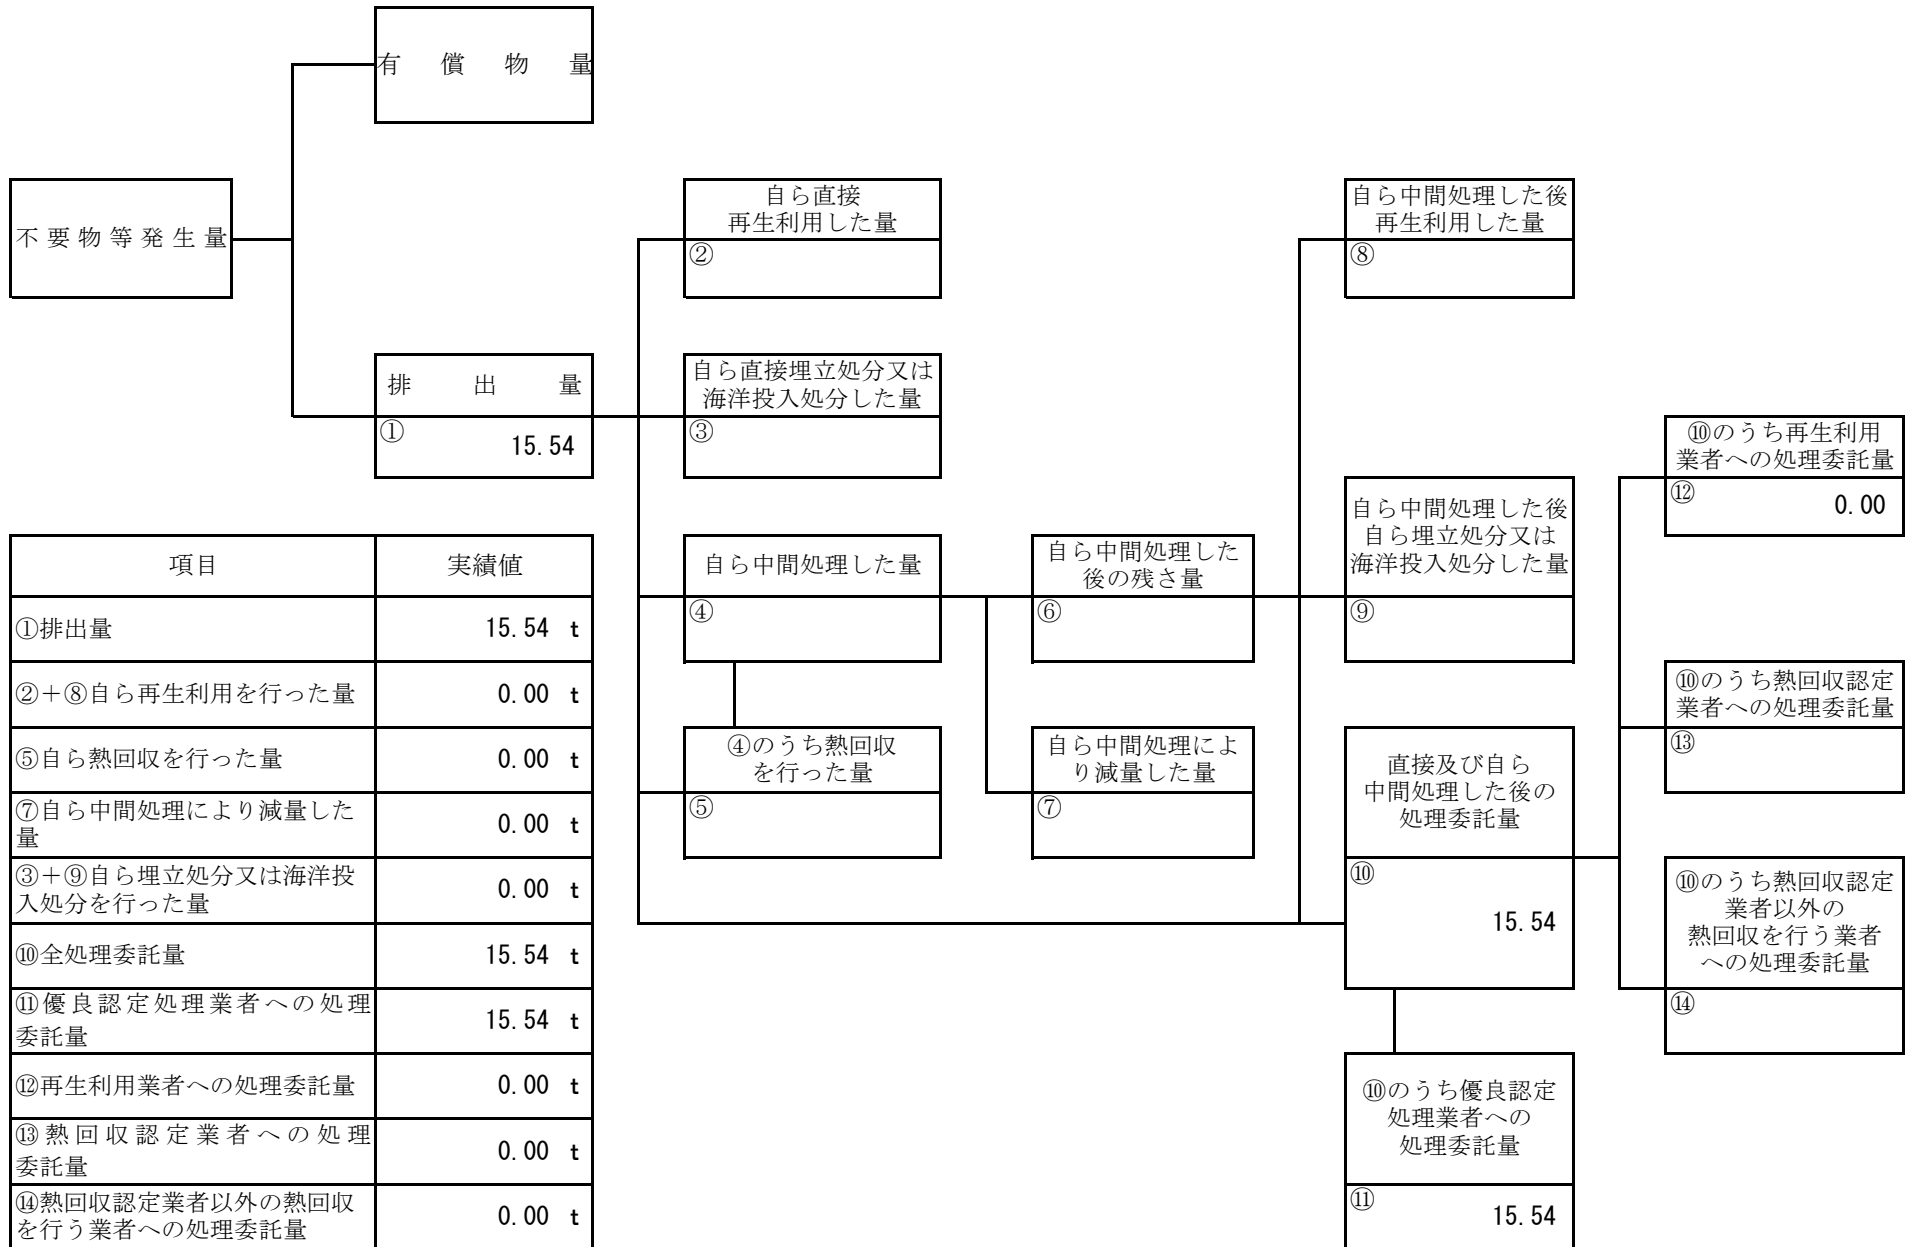 有償物量
不要物等発生量
自ら直接
再生利用した量
②
自ら中間処理した後
再生利用した量
⑧
排出量
①
15.54
自ら直接埋立処分又は
海洋投入処分した量
③
⑩のうち再生利用
業者への処理委託量
⑫
0.00
自ら中間処理した量
④
自ら中間処理した
後の残さ量
⑥
自ら中間処理した後
自ら埋立処分又は
海洋投入処分した量
⑨
⑩のうち熱回収認定
業者への処理委託量
⑬
④のうち熱回収
を行った量
⑤
自ら中間処理によ
り減量した量
⑦
直接及び自ら
中間処理した後の
処理委託量
⑩
15.54
⑩のうち熱回収認定
業者以外の
熱回収を行う業者
への処理委託量
⑭
⑩のうち優良認定
処理業者への
処理委託量
⑪
15.54
項目 実績値
①排出量 15.54 t
②＋⑧自ら再生利用を行った量 0.00 t
⑤自ら熱回収を行った量 0.00 t
⑦自ら中間処理により減量した
量 0.00 t
③＋⑨自ら埋立処分又は海洋投
入処分を行った量 0.00 t
⑩全処理委託量 15.54 t
⑪優良認定処理業者への処理
委託量 15.54 t
⑫再生利用業者への処理委託量 0.00 t
⑬熱回収認定業者への処理
委託量 0.00 t
⑭熱回収認定業者以外の熱回収
を行う業者への処理委託量 0.00 t